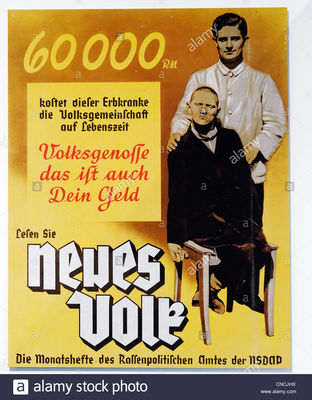 60000 RM
kostet dieser Erbkranke
die Volksgemeinschaft
auf Lebenszeit
Volksgenosse
das ist auch
Dein Geld
Lesen Sie
neues
Volk
Die Monatshefte des Rassenpolitischen Amtes der NSDAP
alamy stock photo
CNCJHX
www.alamy.com